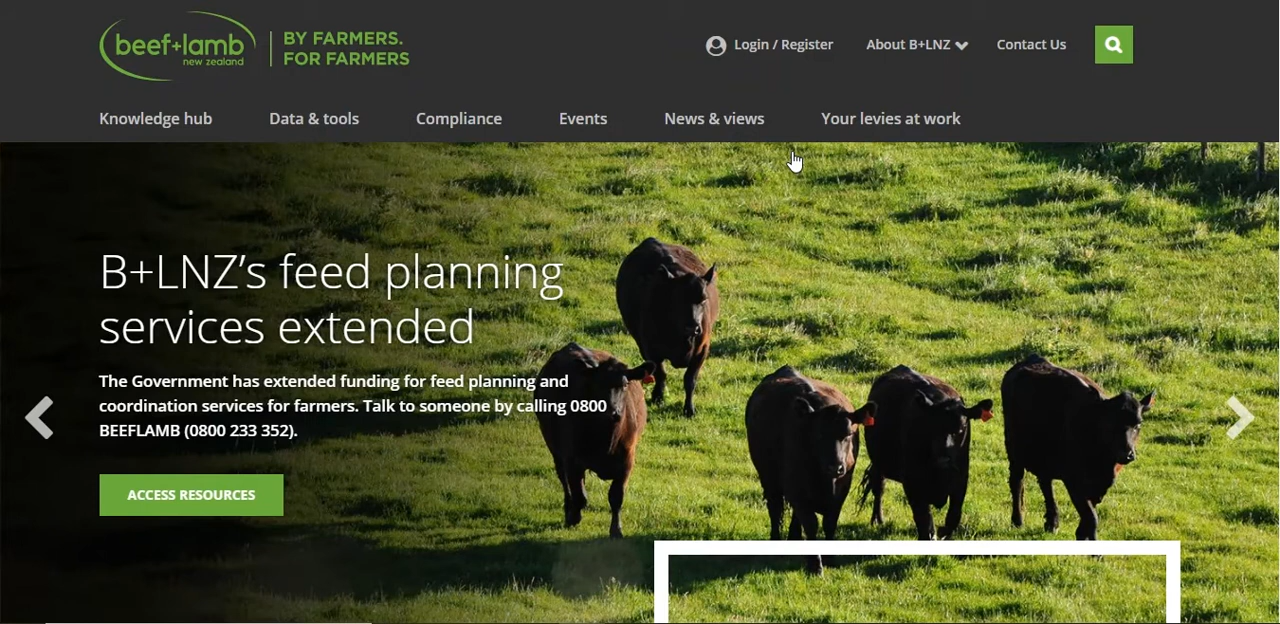 beef+lamb
new zealand
BY FARMERS.
FOR FARMERS
Login / Register
About B+LNZ
Contact Us
Knowledge hub
Data & tools
Compliance
Events
News & views
Your levies at work
B+LNZ’s feed planning
services extended
The Government has extended funding for feed planning and
coordination services for farmers. Talk to someone by calling 0800
BEEFLAMB (0800 233 352).
ACCESS RESOURCES